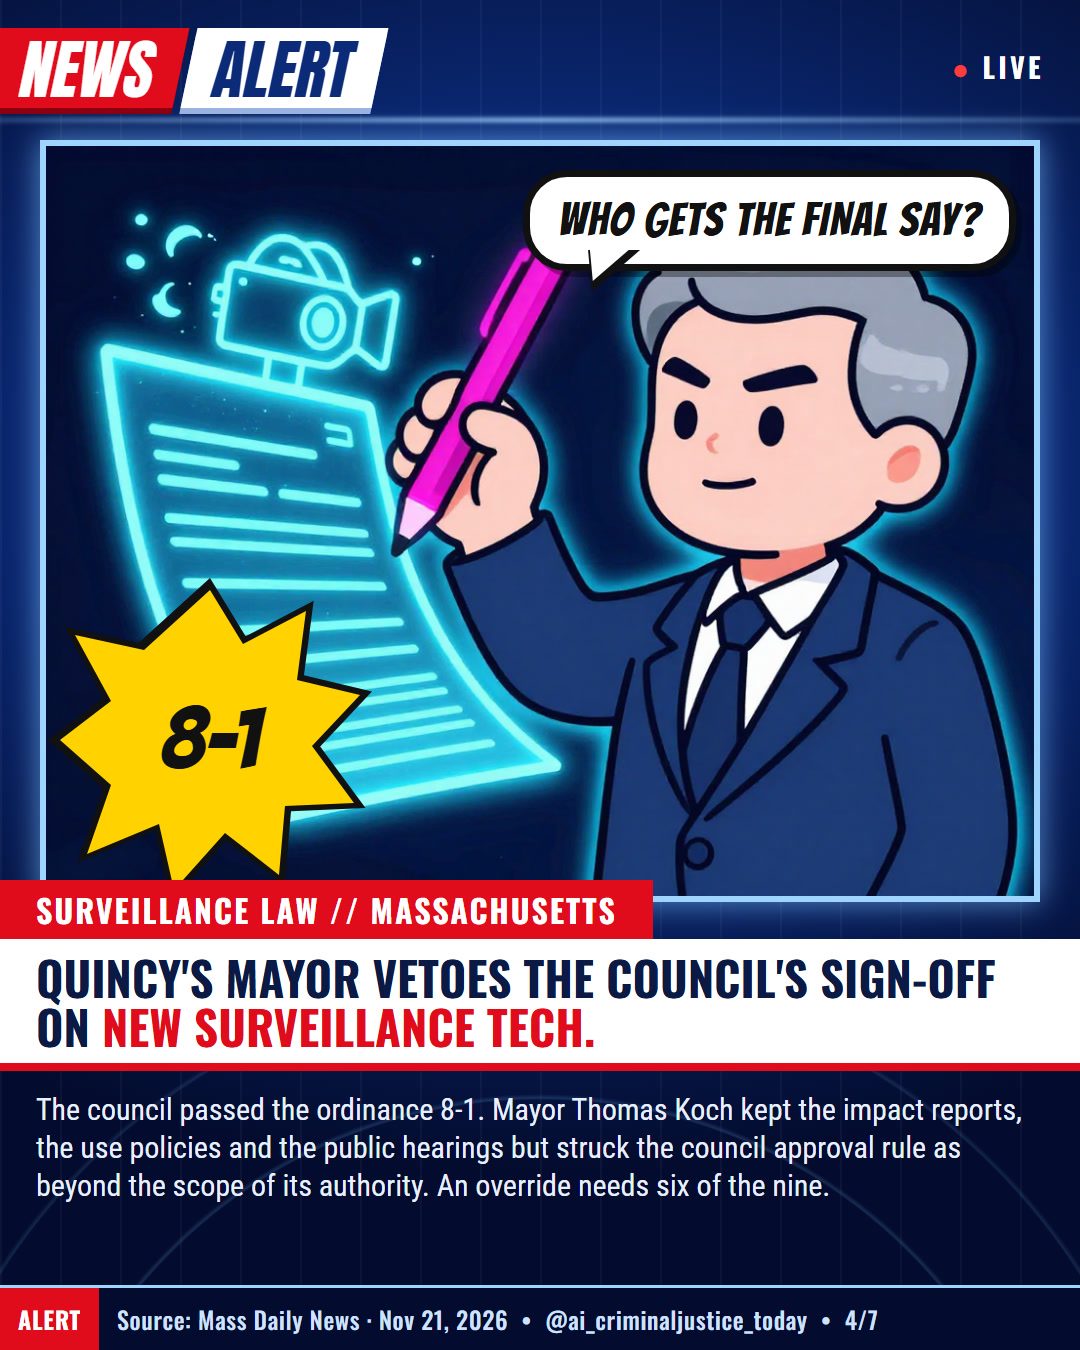 NEWS ALERT
LIVE
WHO GETS THE FINAL SAY?
8-1
SURVEILLANCE LAW // MASSACHUSETTS
QUINCY'S MAYOR VETOES THE COUNCIL'S SIGN-OFF
ON NEW SURVEILLANCE TECH.
The council passed the ordinance 8-1. Mayor Thomas Koch kept the impact reports,
the use policies and the public hearings but struck the council approval rule as
beyond the scope of its authority. An override needs six of the nine.
ALERT Source: Mass Daily News · Nov 21, 2026 • @ai_criminaljustice_today • 4/7